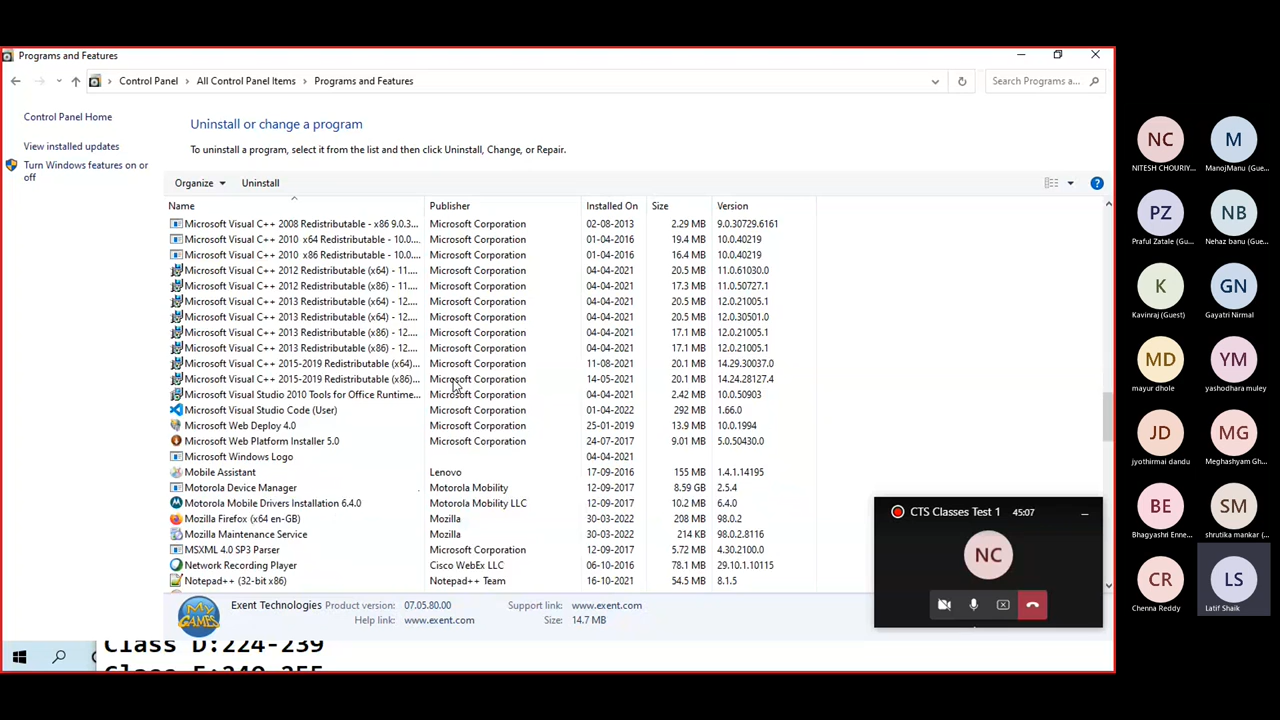 Programs and Features
Control Panel > All Control Panel Items > Programs and Features
Search Programs a...
Control Panel Home
View installed updates
Turn Windows features on or
off
Uninstall or change a program
To uninstall a program, select it from the list and then click Uninstall, Change, or Repair.
Organize Uninstall
Name Publisher Installed On Size Version
Microsoft Visual C++ 2008 Redistributable - x86 9.0.3... Microsoft Corporation 02-08-2013 2.29 MB 9.0.30729.6161
Microsoft Visual C++ 2010 x64 Redistributable - 10.0.... Microsoft Corporation 01-04-2016 19.4 MB 10.0.40219
Microsoft Visual C++ 2010 x86 Redistributable - 10.0.... Microsoft Corporation 01-04-2016 16.4 MB 10.0.40219
Microsoft Visual C++ 2012 Redistributable (x64) - 11.... Microsoft Corporation 04-04-2021 20.5 MB 11.0.61030.0
Microsoft Visual C++ 2012 Redistributable (x86) - 11.... Microsoft Corporation 04-04-2021 17.3 MB 11.0.50727.1
Microsoft Visual C++ 2013 Redistributable (x64) - 12.... Microsoft Corporation 04-04-2021 20.5 MB 12.0.21005.1
Microsoft Visual C++ 2013 Redistributable (x64) - 12.... Microsoft Corporation 04-04-2021 20.5 MB 12.0.30501.0
Microsoft Visual C++ 2013 Redistributable (x86) - 12.... Microsoft Corporation 04-04-2021 17.1 MB 12.0.21005.1
Microsoft Visual C++ 2013 Redistributable (x86) - 12.... Microsoft Corporation 04-04-2021 17.1 MB 12.0.21005.1
Microsoft Visual C++ 2015-2019 Redistributable (x64)... Microsoft Corporation 11-08-2021 20.1 MB 14.29.30037.0
Microsoft Visual C++ 2015-2019 Redistributable (x86)... Microsoft Corporation 14-05-2021 20.1 MB 14.24.28127.4
Microsoft Visual Studio 2010 Tools for Office Runtime... Microsoft Corporation 04-04-2021 2.42 MB 10.0.50903
Microsoft Visual Studio Code (User) Microsoft Corporation 01-04-2022 292 MB 1.66.0
Microsoft Web Deploy 4.0 Microsoft Corporation 25-01-2019 13.9 MB 10.0.1994
Microsoft Web Platform Installer 5.0 Microsoft Corporation 24-07-2017 9.01 MB 5.0.50430.0
Microsoft Windows Logo 04-04-2021
Mobile Assistant Lenovo 17-09-2016 155 MB 1.4.1.14195
Motorola Device Manager Motorola Mobility 12-09-2017 8.59 GB 2.5.4
Motorola Mobile Drivers Installation 6.4.0 Motorola Mobility LLC 12-09-2017 10.2 MB 6.4.0
Mozilla Firefox (x64 en-GB) Mozilla 30-03-2022 208 MB 98.0.2
Mozilla Maintenance Service Mozilla 30-03-2022 214 KB 98.0.2.8116
MSXML 4.0 SP3 Parser Microsoft Corporation 12-09-2017 5.72 MB 4.30.2100.0
Network Recording Player Cisco WebEx LLC 06-10-2016 78.1 MB 29.10.1.10115
Notepad++ (32-bit x86) Notepad++ Team 16-10-2021 54.5 MB 8.1.5
MY GAMES
Exent Technologies Product version: 07.05.80.00 Support link: www.exent.com
Help link: www.exent.com Size: 14.7 MB
Class D:224-239
CTS Classes Test 1 45:07
NC
NC M
NITESH CHOURIY... ManojManu (Gue...
PZ NB
Praful Zatale (Gu... Nehaz banu (Gue...
K GN
Kavinraj (Guest) Gayatri Nirmal
MD YM
mayur dhole yashodhara muley
JD MG
jyothirmai dandu Meghashyam Gh...
BE SM
Bhagyashri Enne... shrutika mankar (...
CR LS
Chenna Reddy Latif Shaik